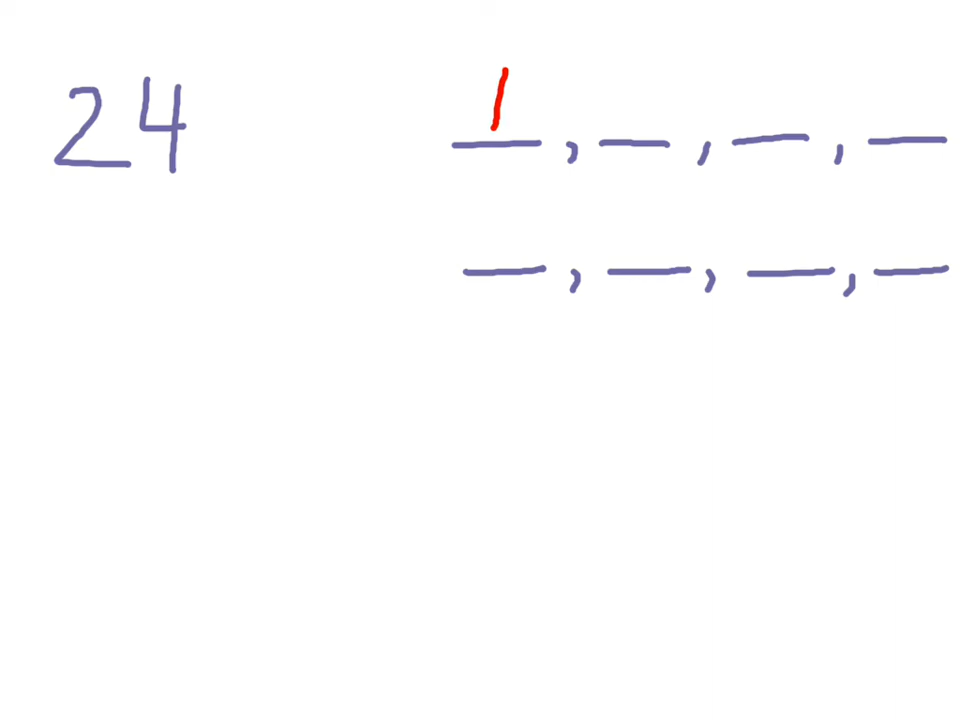 24 1, _, _, _
_, _, _, _